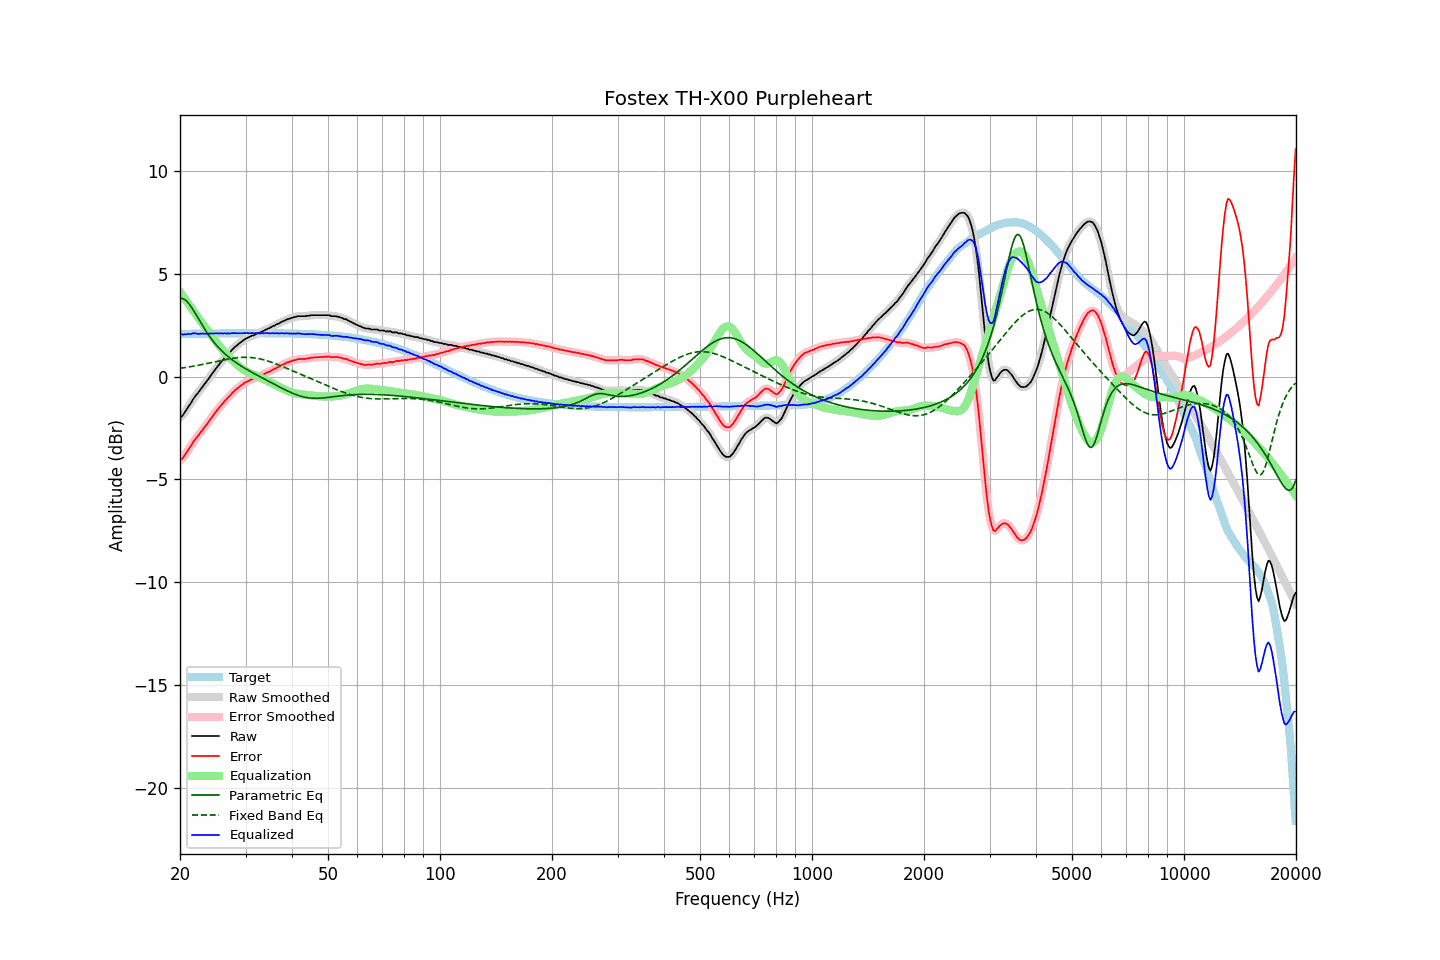 Fostex TH-X00 Purpleheart
Amplitude (dBr)
10
5
0
−5
−10
−15
−20
Target
Raw Smoothed
Error Smoothed
Raw
Error
Equalization
Parametric Eq
Fixed Band Eq
Equalized
20 50 100 200 500 1000 2000 5000 10000 20000
Frequency (Hz)